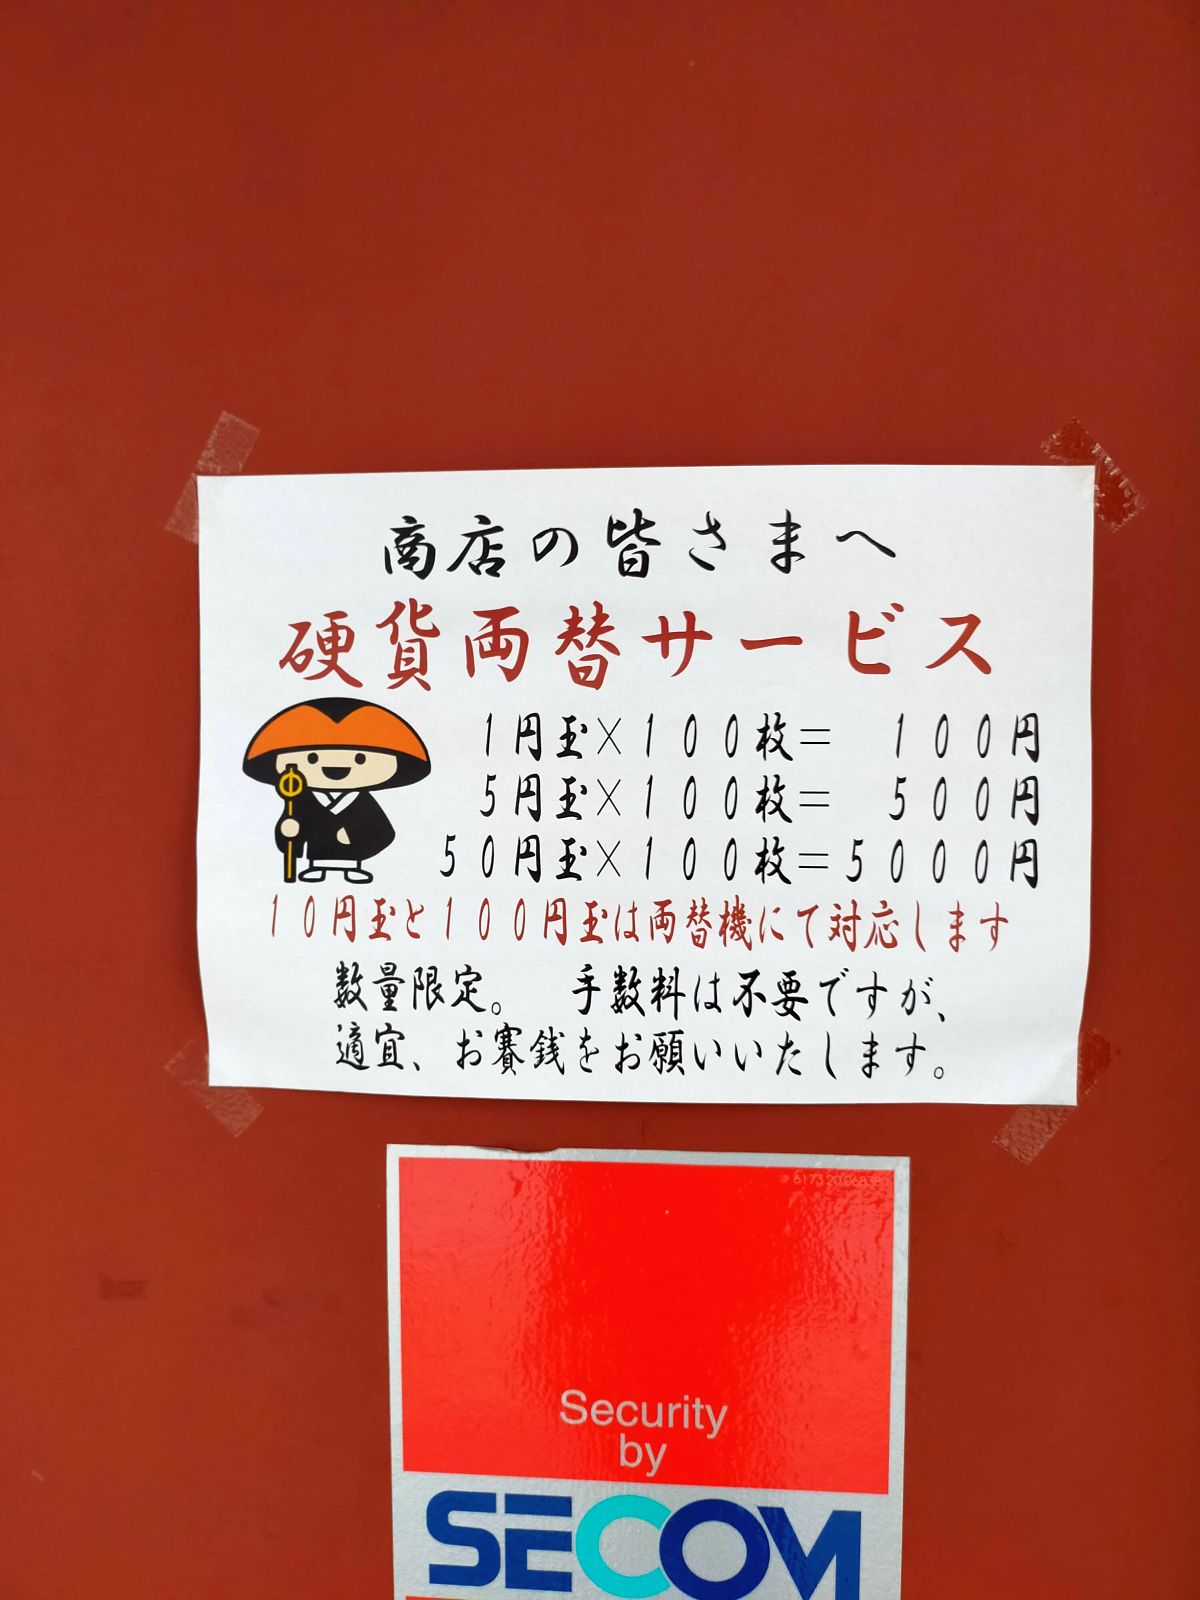 商店の皆さまへ
硬貨両替サービス
1円玉×100枚= 100円
5円玉×100枚= 500円
50円玉×100枚=5000円
10円玉と100円玉は両替機にて対応します
数量限定。 手数料は不要ですが、
適宜、お賽銭をお願いいたします。
Security
by
SECOM